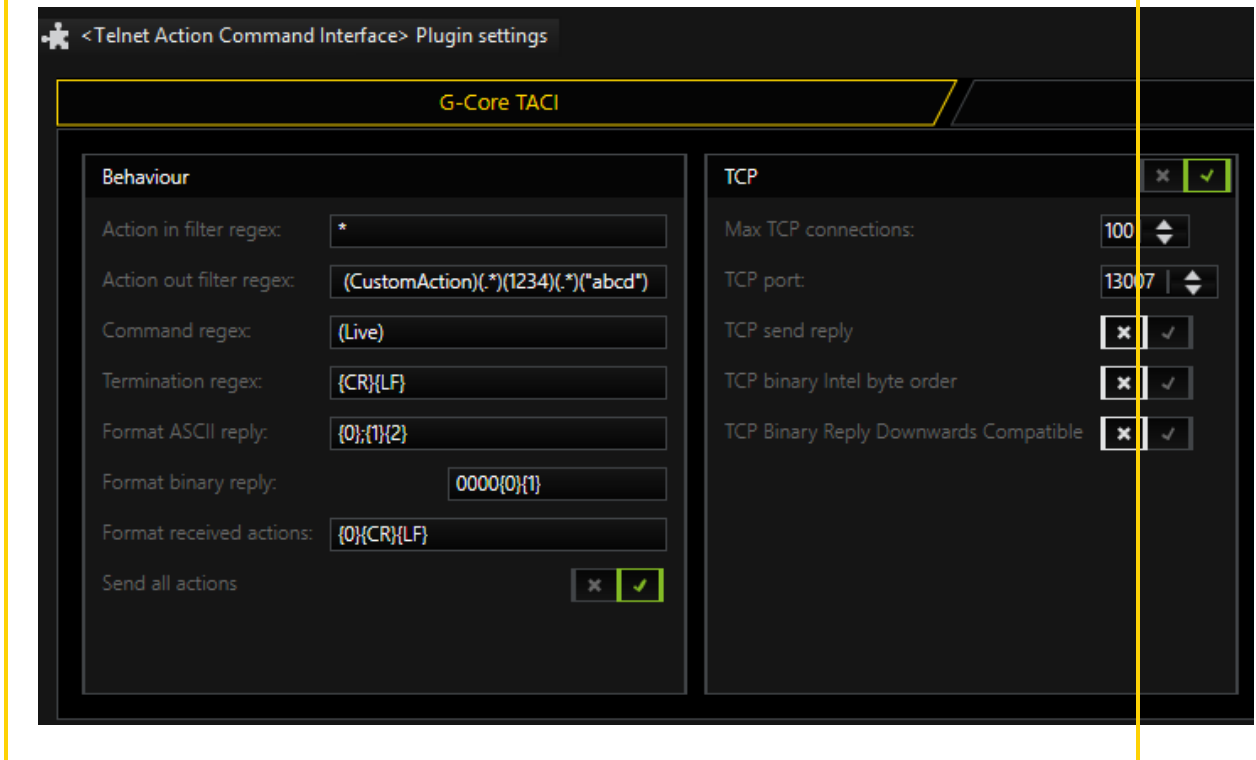 <Telnet Action Command Interface> Plugin settings
G-Core TACI
Behaviour
Action in filter regex: *
Action out filter regex: (CustomAction)(.*)(1234)(.*)("abcd")
Command regex: (Live)
Termination regex: {CR}{LF}
Format ASCII reply: {0};{1}{2}
Format binary reply: 0000{0}{1}
Format received actions: {0}{CR}{LF}
Send all actions
TCP
Max TCP connections: 100
TCP port: 13007
TCP send reply
TCP binary Intel byte order
TCP Binary Reply Downwards Compatible